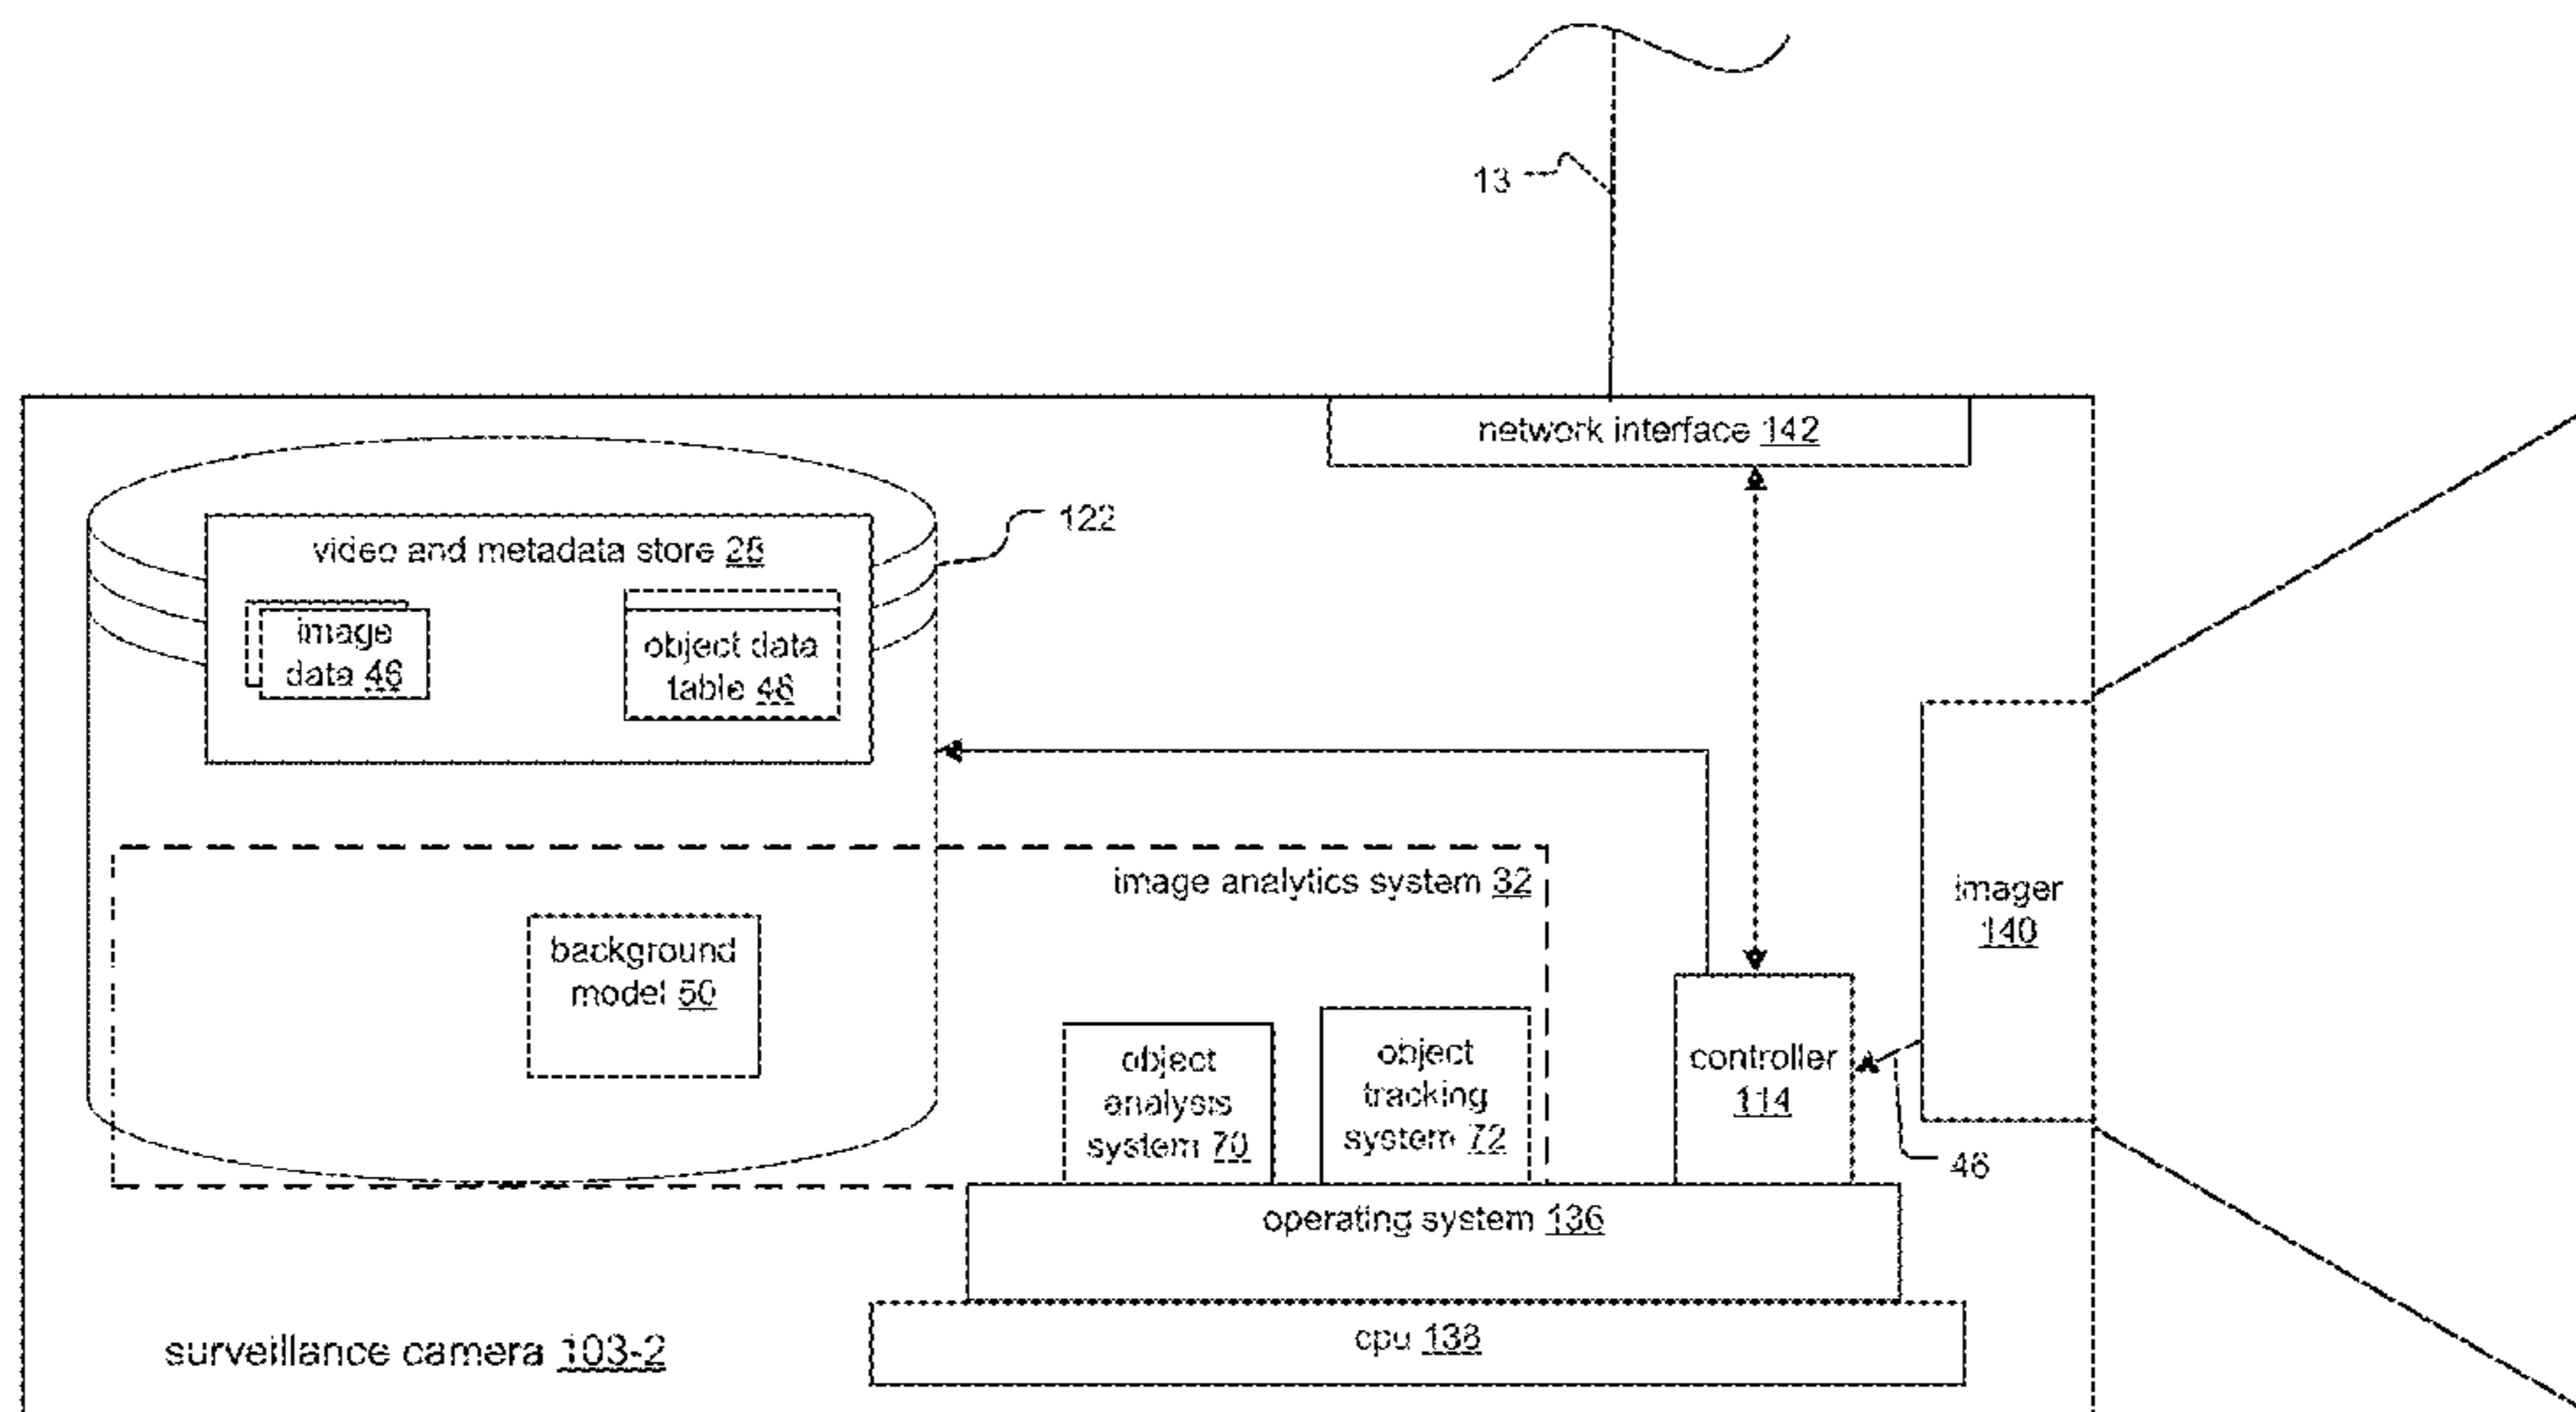 13
network interface 142
122
video and metadata store 28
image
data 46
object data
table 48
image analytics system 32
imager
140
background
model 50
object
analysis
system 70
object
tracking
system 72
controller
114
46
operating system 136
cpu 138
surveillance camera 103-2